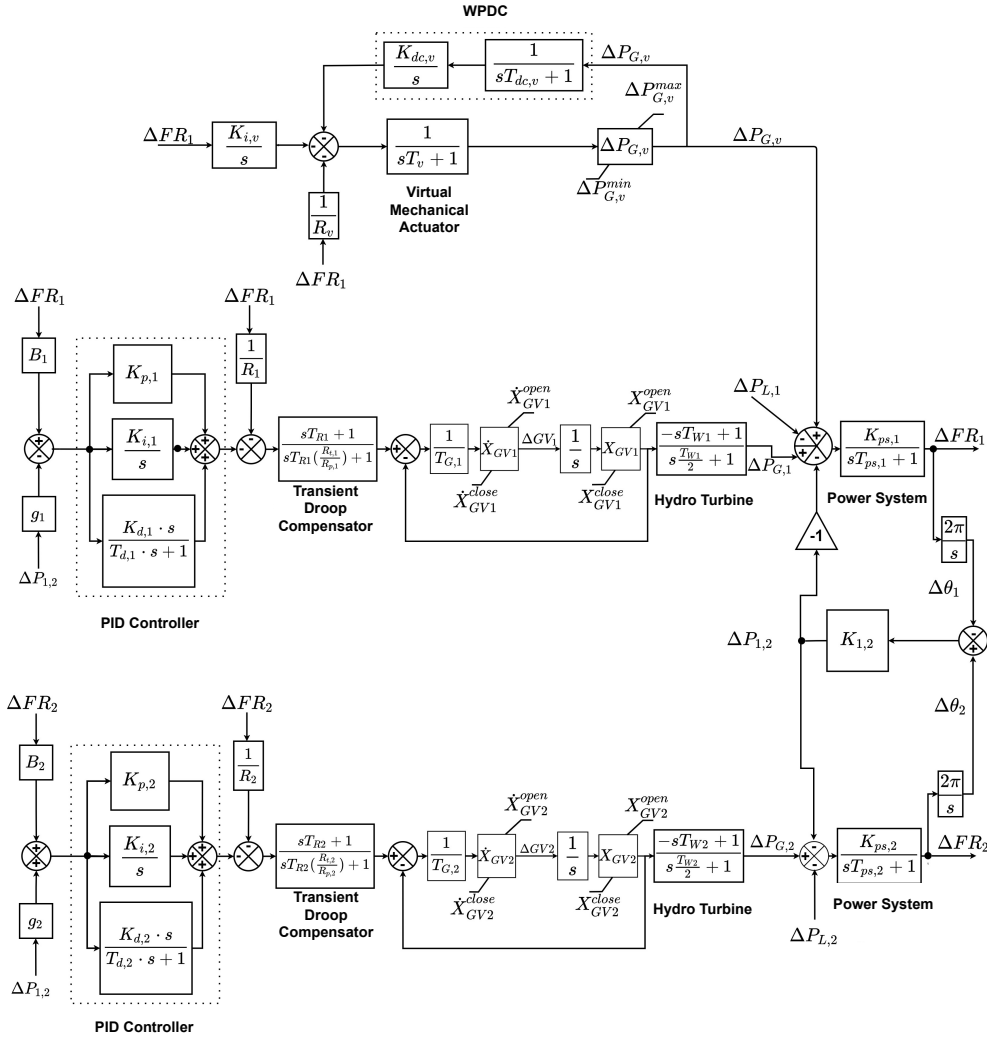 WPDC
K_{dc,v} / s
1 / sT_{dc,v} + 1
ΔP_{G,v}
ΔP_{G,v}^{max}
ΔFR_1
K_{i,v} / s
- - -
1 / sT_v + 1
ΔP_{G,v}
ΔP_{G,v}
ΔP_{G,v}^{min}
Virtual
Mechanical
Actuator
1 / R_v
ΔFR_1
ΔFR_1
B_1
+ +
g_1
ΔP_{1,2}
K_{p,1}
K_{i,1} / s
K_{d,1} · s / T_{d,1} · s + 1
+ + +
PID Controller
ΔFR_1
1 / R_1
- -
sT_{R1} + 1 / sT_{R1}(R_{t,1} / R_{p,1}) + 1
Transient
Droop
Compensator
+ -
1 / T_{G,1}
Ẋ_{GV1}^{open}
Ẋ_{GV1}
Ẋ_{GV1}^{close}
ΔGV_1
1 / s
X_{GV1}^{open}
X_{GV1}
X_{GV1}^{close}
-sT_{W1} + 1 / s T_{W1} / 2 + 1
Hydro Turbine
ΔP_{G,1}
ΔP_{L,1}
- + + +
K_{ps,1} / sT_{ps,1} + 1
Power System
ΔFR_1
2π / s
Δθ_1
-1
ΔP_{1,2}
K_{1,2}
- +
Δθ_2
ΔFR_2
B_2
+ +
g_2
ΔP_{1,2}
K_{p,2}
K_{i,2} / s
K_{d,2} · s / T_{d,2} · s + 1
+ + +
PID Controller
ΔFR_2
1 / R_2
- -
sT_{R2} + 1 / sT_{R2}(R_{t,2} / R_{p,2}) + 1
Transient
Droop
Compensator
+ -
1 / T_{G,2}
Ẋ_{GV2}^{open}
Ẋ_{GV2}
Ẋ_{GV2}^{close}
ΔGV2
1 / s
X_{GV2}^{open}
X_{GV2}
X_{GV2}^{close}
-sT_{W2} + 1 / s T_{W2} / 2 + 1
Hydro Turbine
ΔP_{G,2}
ΔP_{L,2}
K_{ps,2} / sT_{ps,2} + 1
Power System
2π / s
ΔFR_2